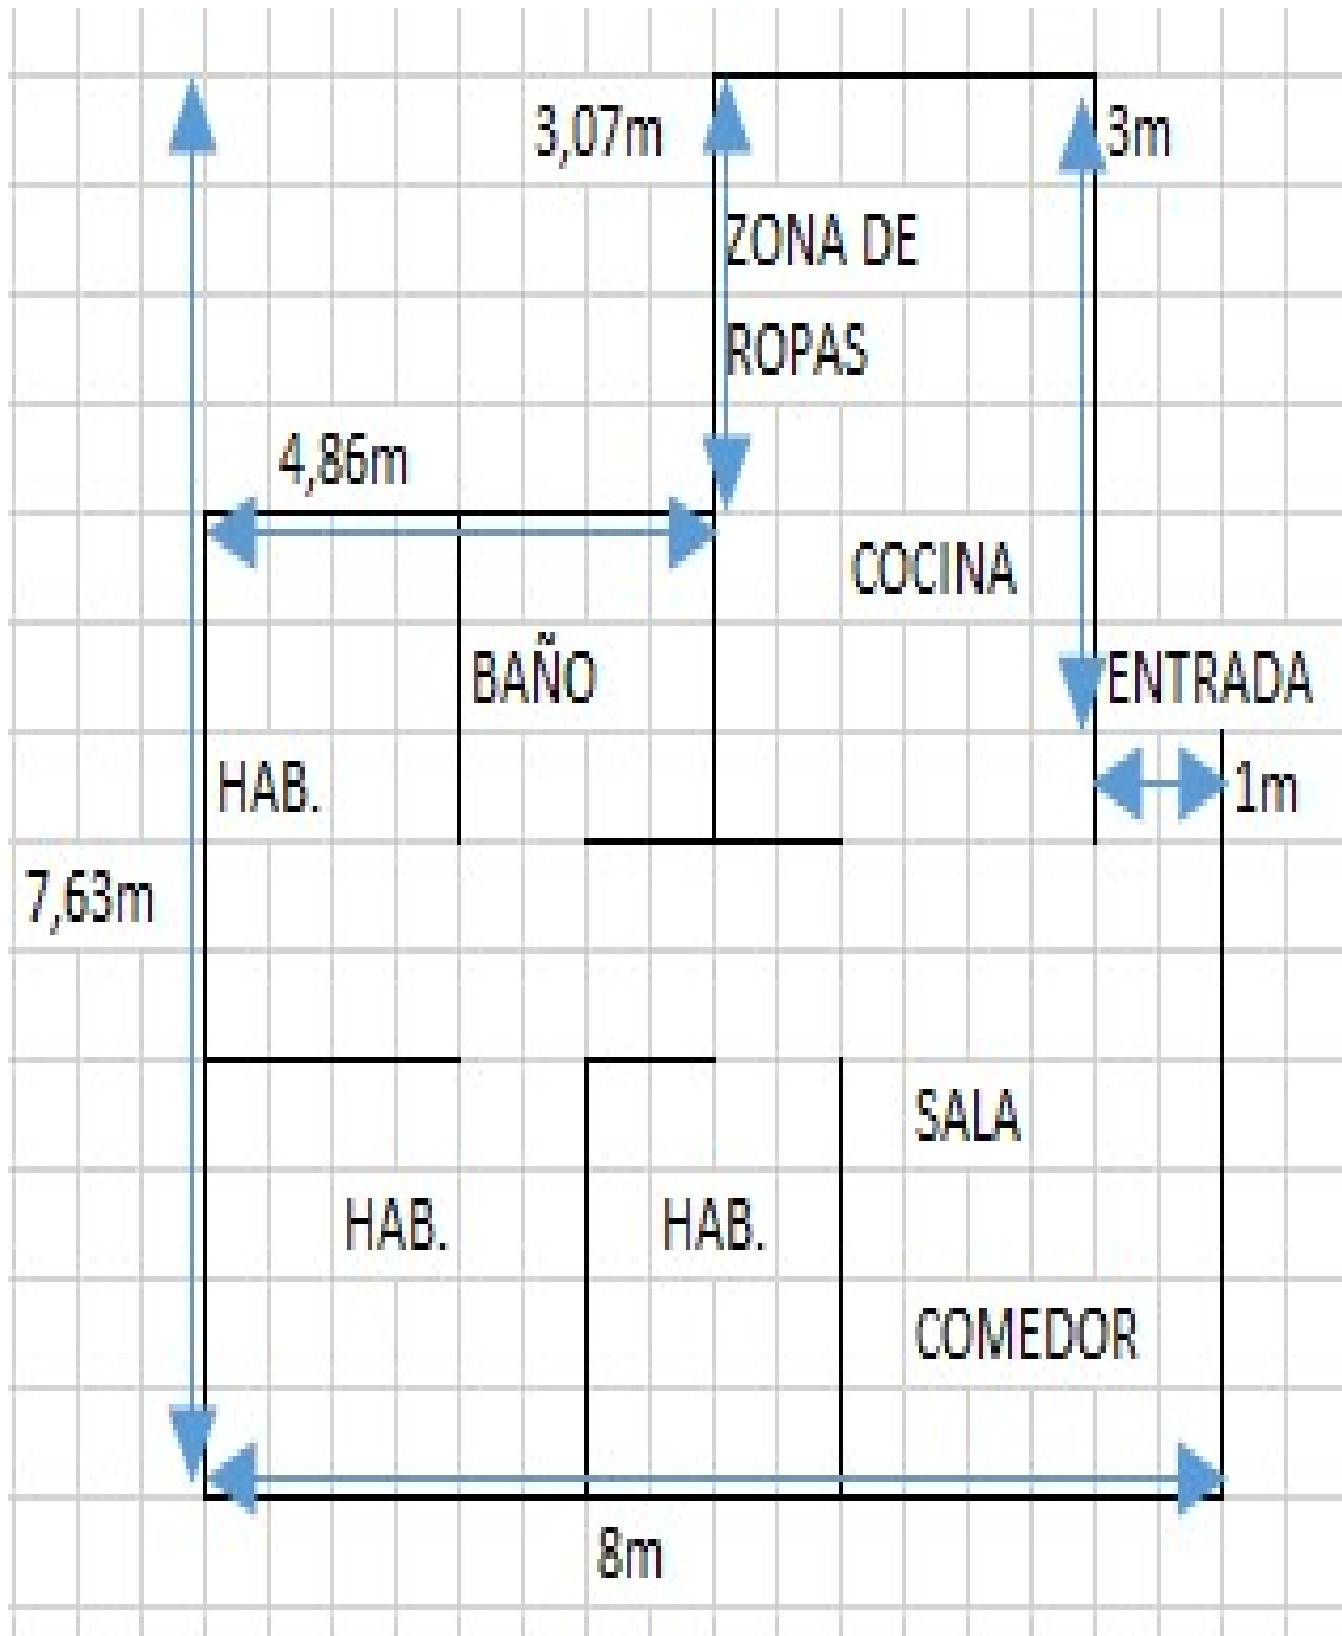 3,07m
3m
ZONA DE
ROPAS
4,86m
COCINA
BAÑO
ENTRADA
HAB.
1m
7,63m
SALA
HAB.
HAB.
COMEDOR
8m